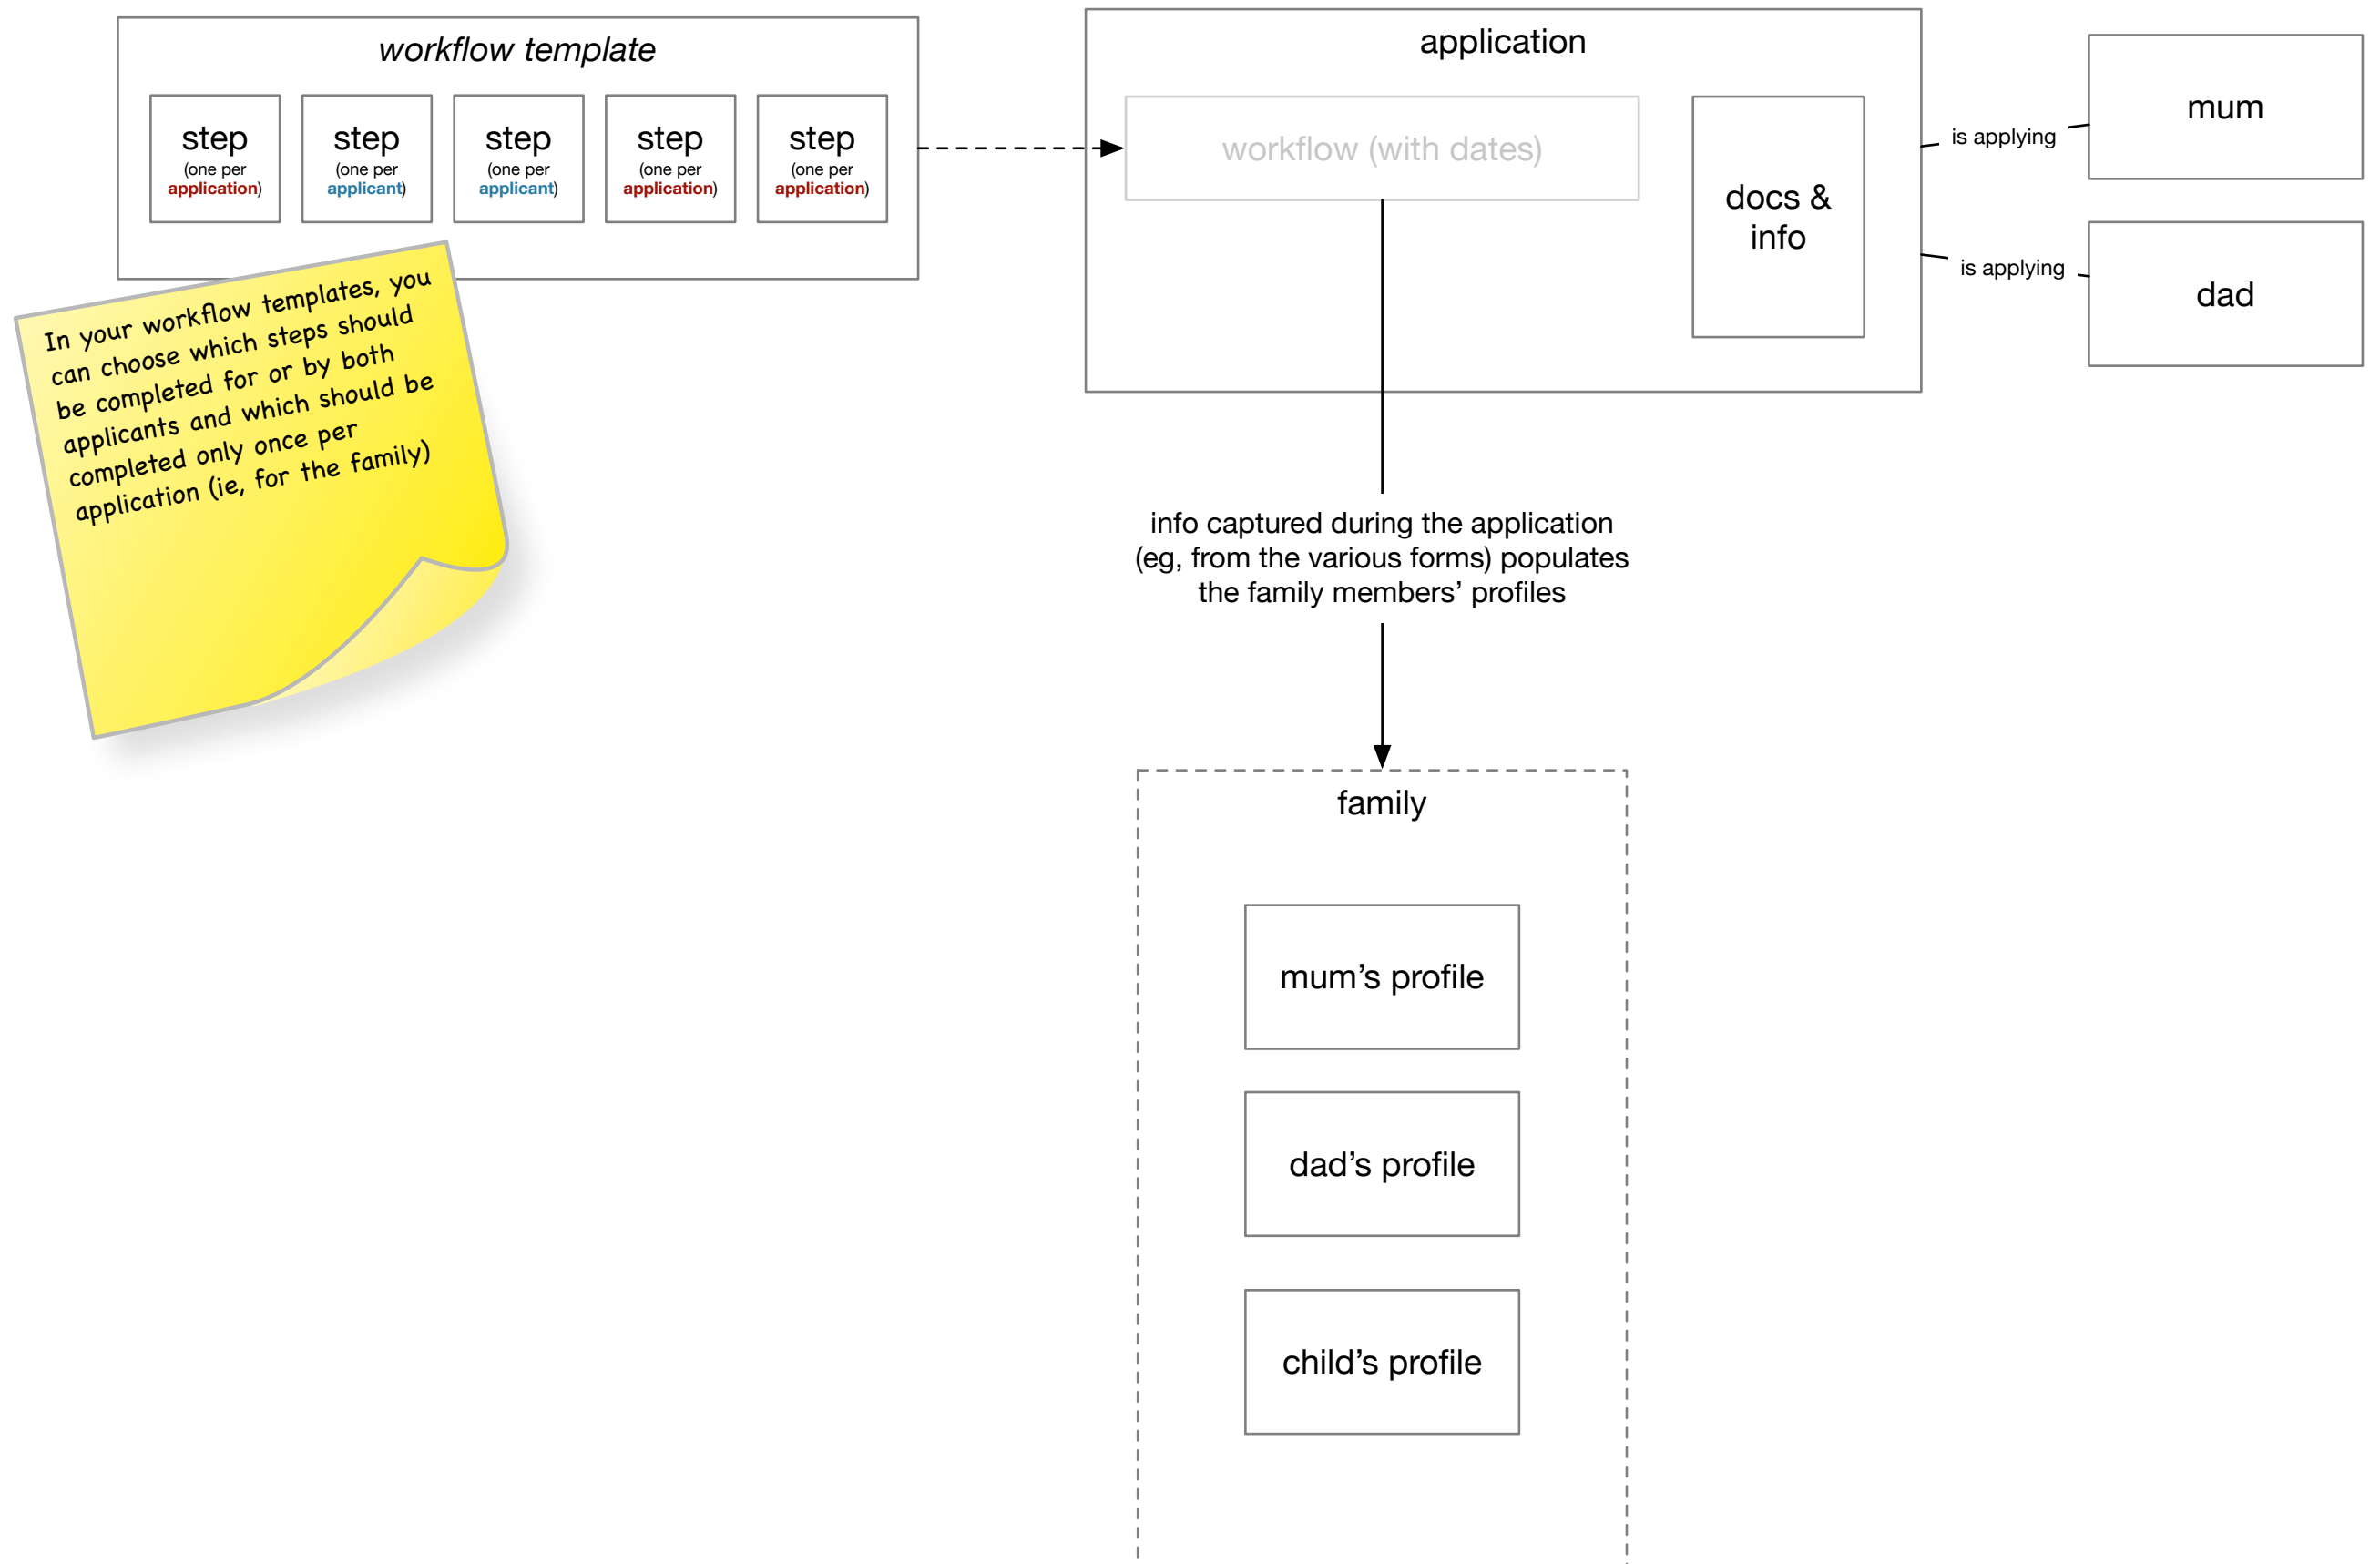 workflow template
step
(one per
application)
step
(one per
applicant)
step
(one per
applicant)
step
(one per
application)
step
(one per
application)
In your workflow templates, you
can choose which steps should
be completed for or by both
applicants and which should be
completed only once per
application (ie, for the family)
application
workflow (with dates)
docs &
info
is applying
mum
is applying
dad
info captured during the application
(eg, from the various forms) populates
the family members’ profiles
family
mum’s profile
dad’s profile
child’s profile